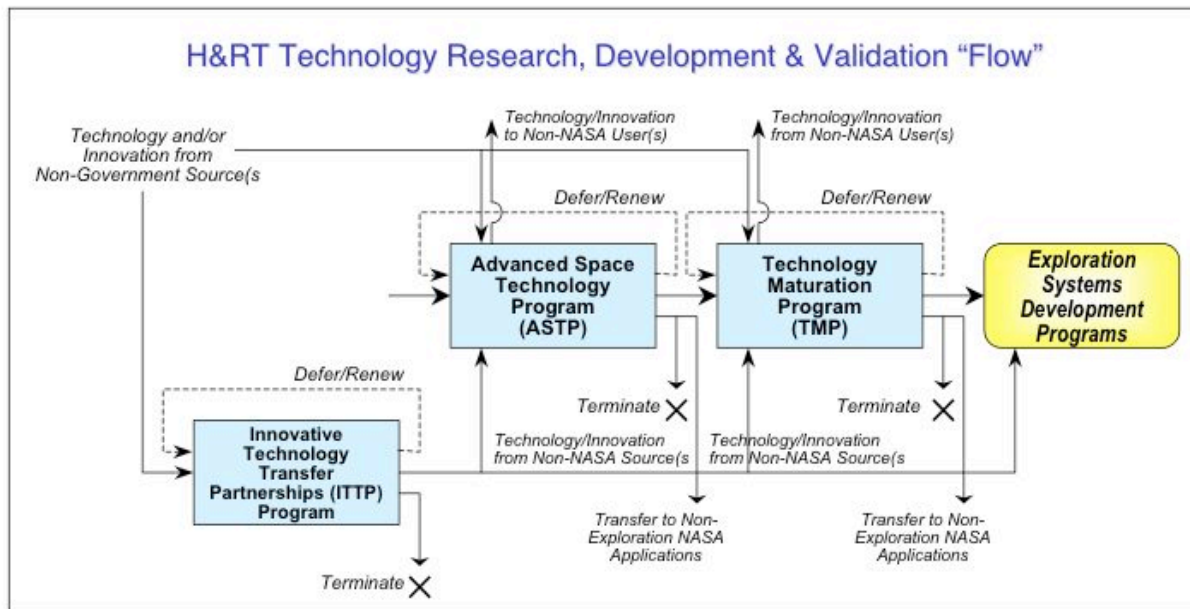 H&RT Technology Research, Development & Validation “Flow”
Technology and/or
Innovation from
Non-Government Source(s
Technology/Innovation
to Non-NASA User(s)
Technology/Innovation
from Non-NASA User(s)
Defer/Renew
Defer/Renew
Advanced Space
Technology
Program
(ASTP)
Technology
Maturation
Program
(TMP)
Exploration
Systems
Development
Programs
Defer/Renew
Terminate
Terminate
Innovative
Technology
Transfer
Partnerships (ITTP)
Program
Technology/Innovation
from Non-NASA Source(s
Technology/Innovation
from Non-NASA Source(s
Transfer to Non-
Exploration NASA
Applications
Transfer to Non-
Exploration NASA
Applications
Terminate